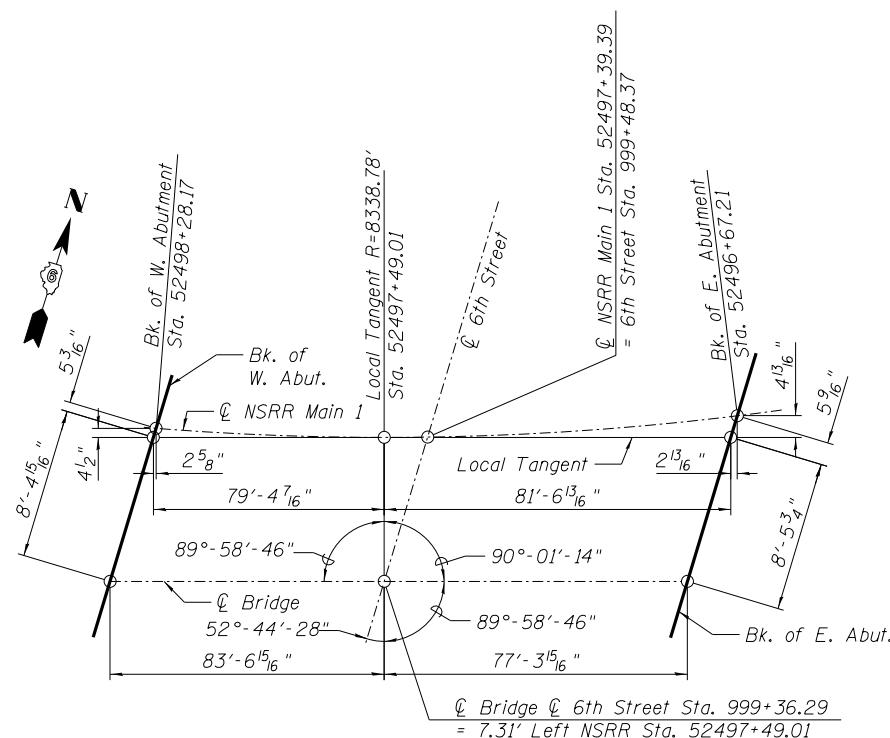 N
Bk. of W. Abutment
Sta. 52498+28.17
Local Tangent R=8338.78'
Sta. 52497+49.01
℄ 6th Street
℄ NSRR Main 1 Sta. 52497+39.39
= 6th Street Sta. 999+48.37
Bk. of E. Abutment
Sta. 52496+67.21
5 3/16"
8'-4 15/16"
4 1/2"
Bk. of
W. Abut.
℄ NSRR Main 1
2 5/8"
Local Tangent
2 13/16"
4 13/16"
5 9/16"
79'-4 7/16"
81'-6 13/16"
8'-5 3/4"
89°-58'-46"
90°-01'-14"
℄ Bridge
52°-44'-28"
89°-58'-46"
Bk. of E. Abut.
83'-6 15/16"
77'-3 15/16"
℄ Bridge ℄ 6th Street Sta. 999+36.29
= 7.31' Left NSRR Sta. 52497+49.01